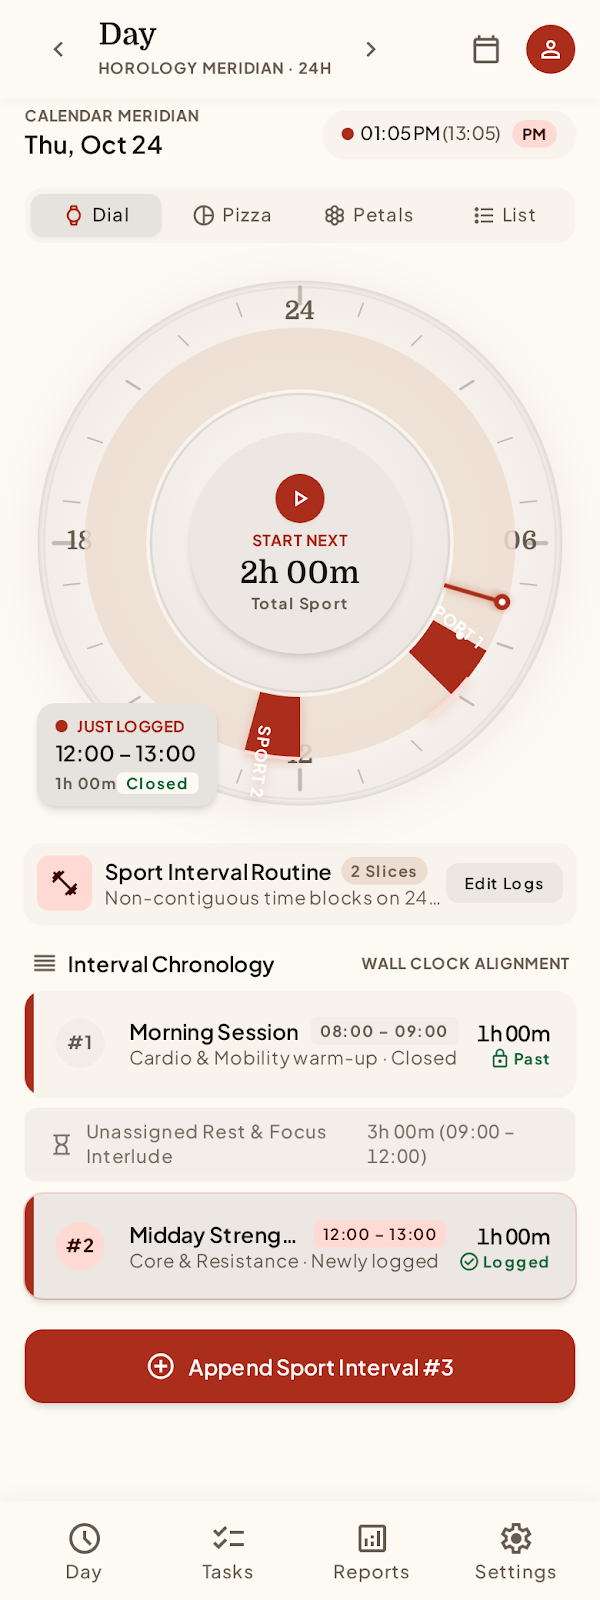 Day
HOROLOGY MERIDIAN · 24H
CALENDAR MERIDIAN
Thu, Oct 24
01:05 PM (13:05) PM
Dial Pizza Petals List
24
18
06
START NEXT
2h 00m
Total Sport
PORT 1
SPORT 2
12
JUST LOGGED
12:00 – 13:00
1h 00m Closed
Sport Interval Routine 2 Slices
Non-contiguous time blocks on 24...
Edit Logs
Interval Chronology WALL CLOCK ALIGNMENT
#1
Morning Session 08:00 – 09:00 1h 00m
Cardio & Mobility warm-up · Closed Past
Unassigned Rest & Focus Interlude
3h 00m (09:00 – 12:00)
#2
Midday Streng... 12:00 – 13:00 1h 00m
Core & Resistance · Newly logged Logged
Append Sport Interval #3
Day Tasks Reports Settings